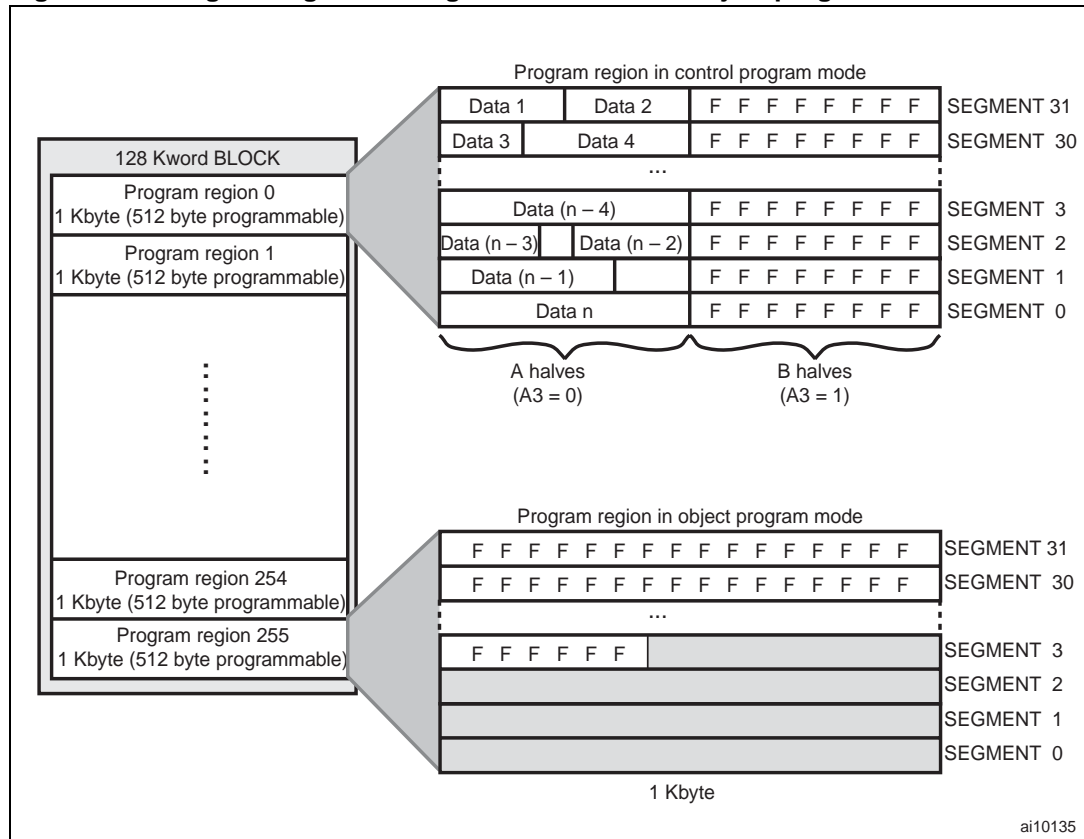 Program region in control program mode
Data 1 Data 2 F F F F F F F F SEGMENT 31
Data 3 Data 4 F F F F F F F F SEGMENT 30
...
Data (n – 4) F F F F F F F F SEGMENT 3
Data (n – 3) Data (n – 2) F F F F F F F F SEGMENT 2
Data (n – 1) F F F F F F F F SEGMENT 1
Data n F F F F F F F F SEGMENT 0
A halves
(A3 = 0)
B halves
(A3 = 1)
128 Kword BLOCK
Program region 0
1 Kbyte (512 byte programmable)
Program region 1
1 Kbyte (512 byte programmable)
Program region 254
1 Kbyte (512 byte programmable)
Program region 255
1 Kbyte (512 byte programmable)
Program region in object program mode
F F F F F F F F F F F F F F F F SEGMENT 31
F F F F F F F F F F F F F F F F SEGMENT 30
...
F F F F F F SEGMENT 3
SEGMENT 2
SEGMENT 1
SEGMENT 0
1 Kbyte
ai10135